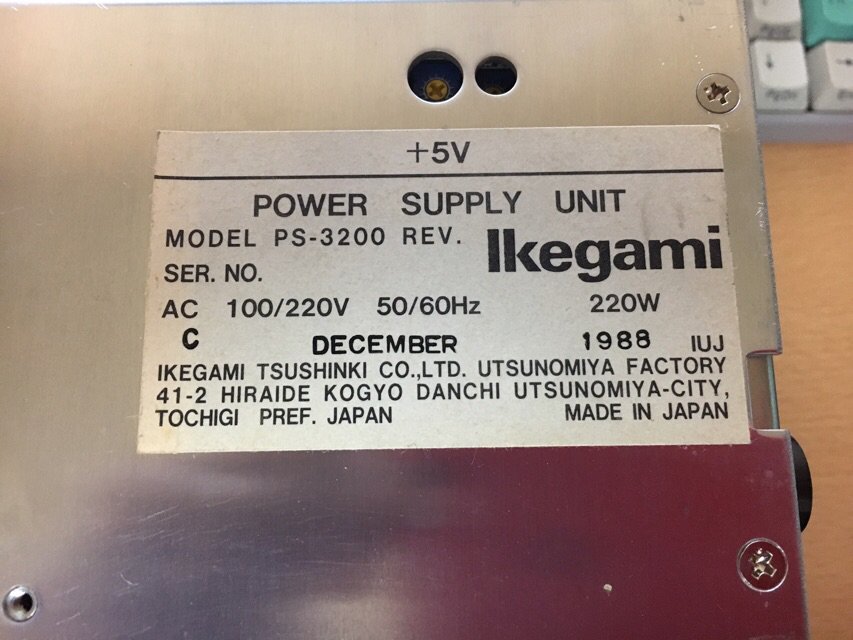 +5V
POWER SUPPLY UNIT
MODEL PS-3200 REV.
Ikegami
SER. NO.
AC 100/220V 50/60Hz 220W
C DECEMBER 1988 IUJ
IKEGAMI TSUSHINKI CO.,LTD. UTSUNOMIYA FACTORY
41-2 HIRAIDE KOGYO DANCHI UTSUNOMIYA-CITY,
TOCHIGI PREF. JAPAN MADE IN JAPAN